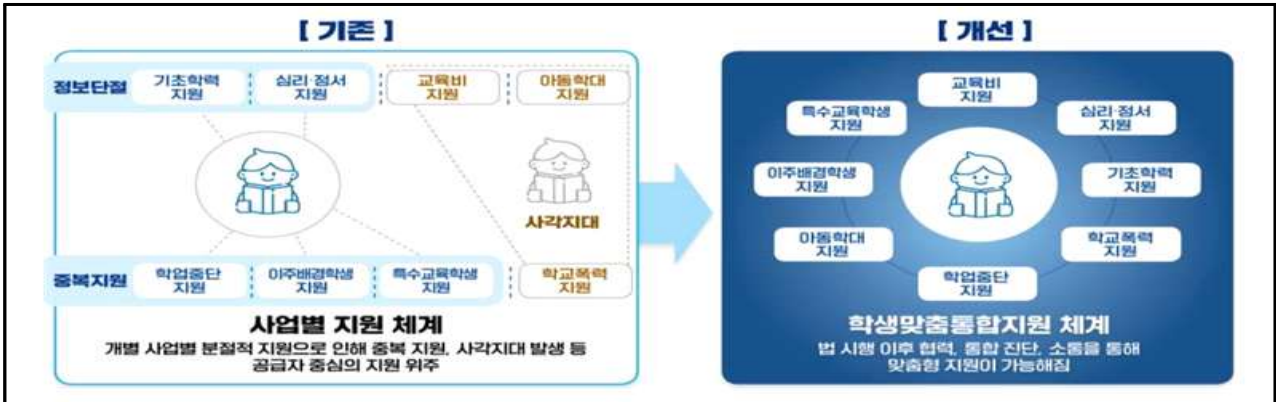 [ 기존 ]
정보단절
기초학력
지원
심리·정서
지원
교육비
지원
아동학대
지원
사각지대
중복지원
학업중단
지원
이주배경학생
지원
특수교육학생
지원
학교폭력
지원
사업별 지원 체계
개별 사업별 분절적 지원으로 인해 중복 지원, 사각지대 발생 등
공급자 중심의 지원 위주
[ 개선 ]
교육비
지원
특수교육학생
지원
심리·정서
지원
이주배경학생
지원
기초학력
지원
아동학대
지원
학교폭력
지원
학업중단
지원
학생맞춤통합지원 체계
법 시행 이후 협력, 통합 진단, 소통을 통해
맞춤형 지원이 가능해짐